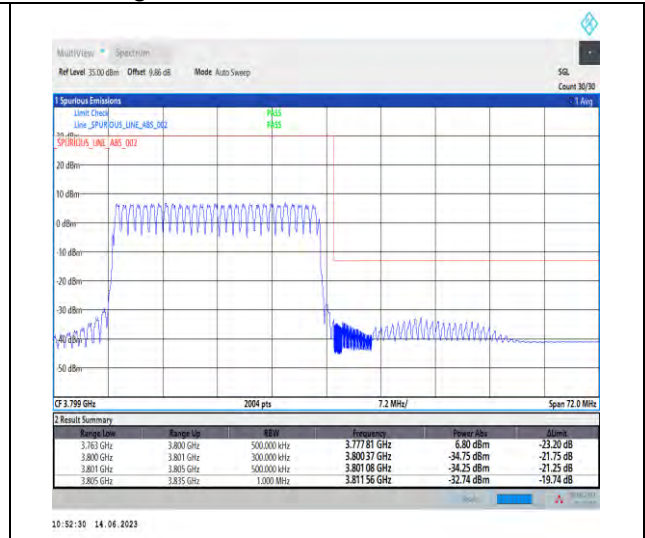 MultiView Spectrum
Ref Level 35.00 dBm Offset 9.86 dB Mode Auto Sweep SGL
Count 30/30
1 Spurious Emissions 1 Avg
Limit Check PASS
Line _SPURIOUS_LINE_ABS_002 PASS
_SPURIOUS_LINE_ABS_002
20 dBm
10 dBm
0 dBm
-10 dBm
-20 dBm
-30 dBm
-40 dBm
-50 dBm
CF 3.799 GHz 2004 pts 7.2 MHz/ Span 72.0 MHz
2 Result Summary
Range Low Range Up RBW Frequency Power Abs ΔLimit
3.763 GHz 3.800 GHz 500.000 kHz 3.777 81 GHz 6.80 dBm -23.20 dB
3.800 GHz 3.801 GHz 300.000 kHz 3.800 37 GHz -34.75 dBm -21.75 dB
3.801 GHz 3.805 GHz 500.000 kHz 3.801 08 GHz -34.25 dBm -21.25 dB
3.805 GHz 3.835 GHz 1.000 MHz 3.811 56 GHz -32.74 dBm -19.74 dB
10:52:30 14.06.2023